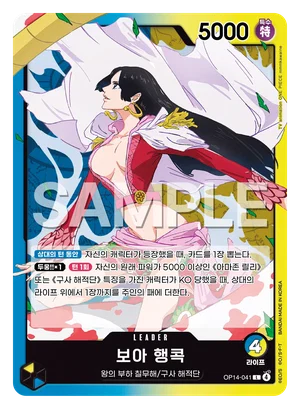 5000
특수
特
SAMPLE
상대의 턴 동안 자신의 캐릭터가 등장했을 때, 카드를 1장 뽑는다.
두웅!!×1 턴 1회 자신의 원래 파워가 5000 이상인 《아마존 릴리》
또는 《구사 해적단》 특징을 가진 캐릭터가 KO 당했을 때, 상대의
라이프 위에서 1장까지를 주인의 패에 더한다.
LEADER
4
보아 행콕
라이프
왕의 부하 칠무해/구사 해적단
OP14-041 L
BANDAI MADE IN KOREA